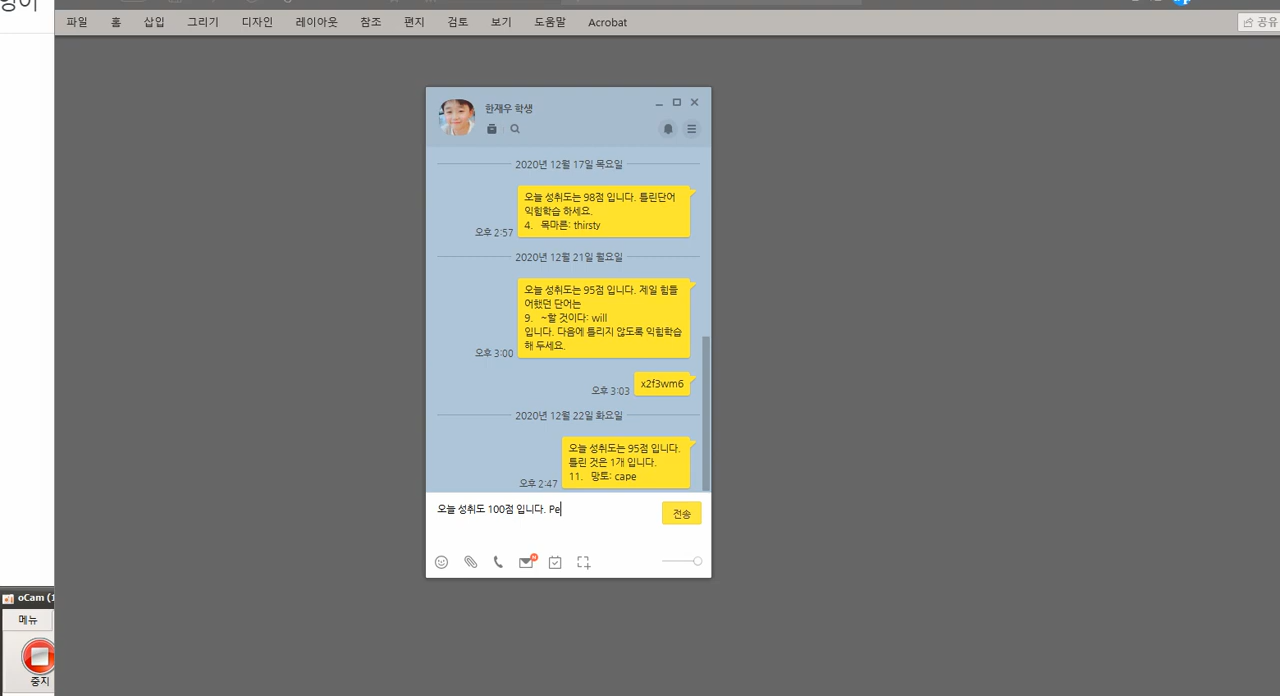 파일 홈 삽입 그리기 디자인 레이아웃 참조 편지 검토 보기 도움말 Acrobat 공유
한재우 학생
2020년 12월 17일 목요일
오늘 성취도는 98점 입니다. 틀린단어
익힘학습 하세요.
4. 목마른: thirsty
오후 2:57
2020년 12월 21일 월요일
오늘 성취도는 95점 입니다. 제일 힘들
어했던 단어는
9. ~할 것이다: will
입니다. 다음에 틀리지 않도록 익힘학습
해 두세요.
오후 3:00
x2f3wm6
오후 3:03
2020년 12월 22일 화요일
오늘 성취도는 95점 입니다.
틀린 것은 1개 입니다.
11. 망토: cape
오후 2:47
오늘 성취도 100점 입니다. Pe
전송
oCam (1
메뉴
중지